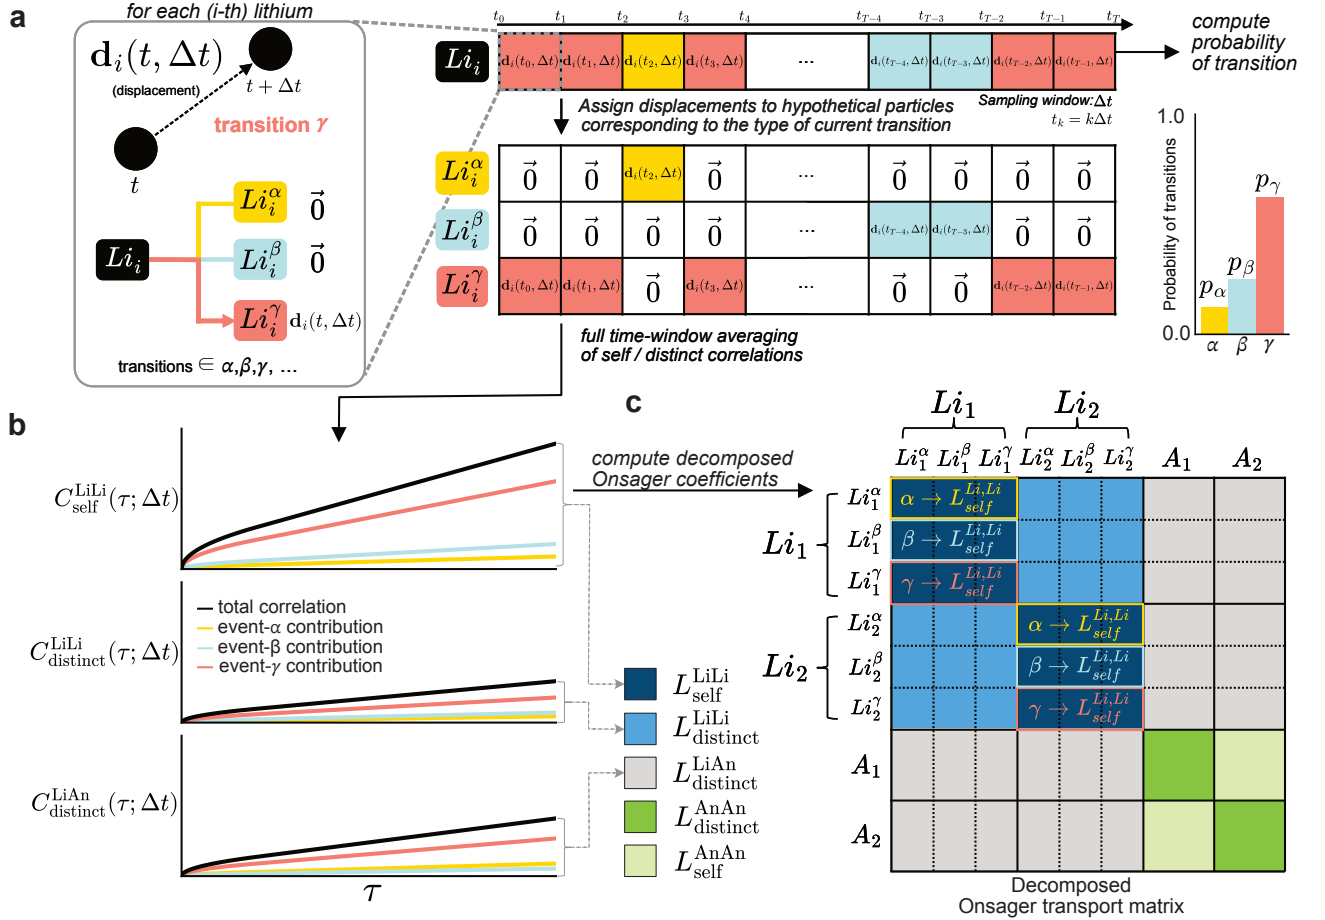 a
for each (i-th) lithium
d_i(t, Δt)
(displacement)
t + Δt
transition γ
t
Li_i
Li_i^α 0⃗
Li_i^β 0⃗
Li_i^γ d_i(t, Δt)
transitions ∈ α,β,γ, ...
t_0 t_1 t_2 t_3 t_4 t_{T−4} t_{T−3} t_{T−2} t_{T−1} t_T
Li_i d_i(t_0, Δt) d_i(t_1, Δt) d_i(t_2, Δt) d_i(t_3, Δt) ... d_i(t_{T−4}, Δt) d_i(t_{T−3}, Δt) d_i(t_{T−2}, Δt) d_i(t_{T−1}, Δt)
compute
probability
of transition
Assign displacements to hypothetical particles
corresponding to the type of current transition
Sampling window:Δt
t_k = kΔt
Li_i^α 0⃗ 0⃗ d_i(t_2, Δt) 0⃗ ... 0⃗ 0⃗ 0⃗ 0⃗
Li_i^β 0⃗ 0⃗ 0⃗ 0⃗ ... d_i(t_{T−4}, Δt) d_i(t_{T−3}, Δt) 0⃗ 0⃗
Li_i^γ d_i(t_0, Δt) d_i(t_1, Δt) 0⃗ d_i(t_3, Δt) ... 0⃗ 0⃗ d_i(t_{T−2}, Δt) d_i(t_{T−1}, Δt)
full time-window averaging
of self / distinct correlations
Probability of transitions
1.0
0.0
p_α p_β p_γ
α β γ
b
C_self^LiLi(τ; Δt)
total correlation
event-α contribution
event-β contribution
event-γ contribution
C_distinct^LiLi(τ; Δt)
C_distinct^LiAn(τ; Δt)
τ
compute decomposed
Onsager coefficients
L_self^LiLi
L_distinct^LiLi
L_distinct^LiAn
L_distinct^AnAn
L_self^AnAn
c
Li_1 Li_2
Li_1^α Li_1^β Li_1^γ Li_2^α Li_2^β Li_2^γ A_1 A_2
Li_1
Li_1^α α → L_self^{Li,Li}
Li_1^β β → L_self^{Li,Li}
Li_1^γ γ → L_self^{Li,Li}
Li_2
Li_2^α α → L_self^{Li,Li}
Li_2^β β → L_self^{Li,Li}
Li_2^γ γ → L_self^{Li,Li}
A_1
A_2
Decomposed
Onsager transport matrix